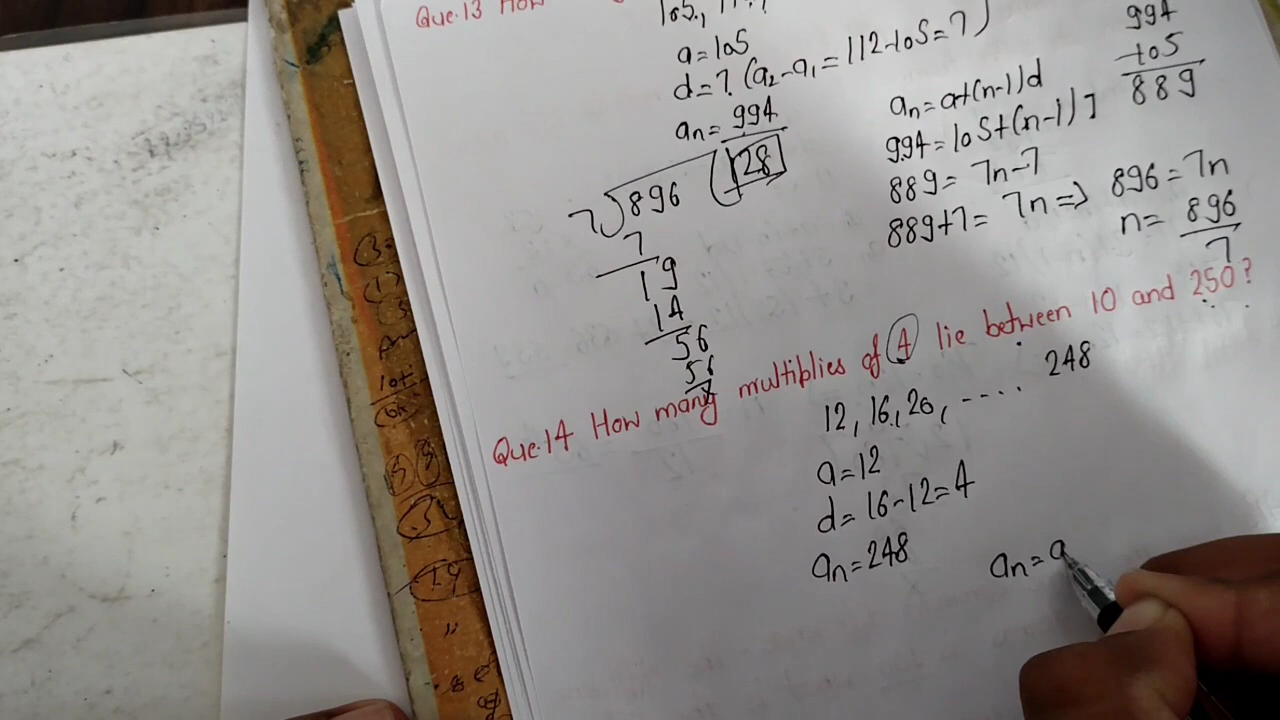 Que.13 How
105,
a=105
d=7. (a2-a1=112-105=7)
an=994
7)896(128
7
19
14
56
56
x
994
-105
889
an=a+(n-1)d
994=105+(n-1)7
889=7n-7
889+7=7n=> 896=7n
n=896/7
Que.14 How many multiplies of 4 lie between 10 and 250?
12, 16, 20, ---- 248
a=12
d=16-12=4
an=248
an=a